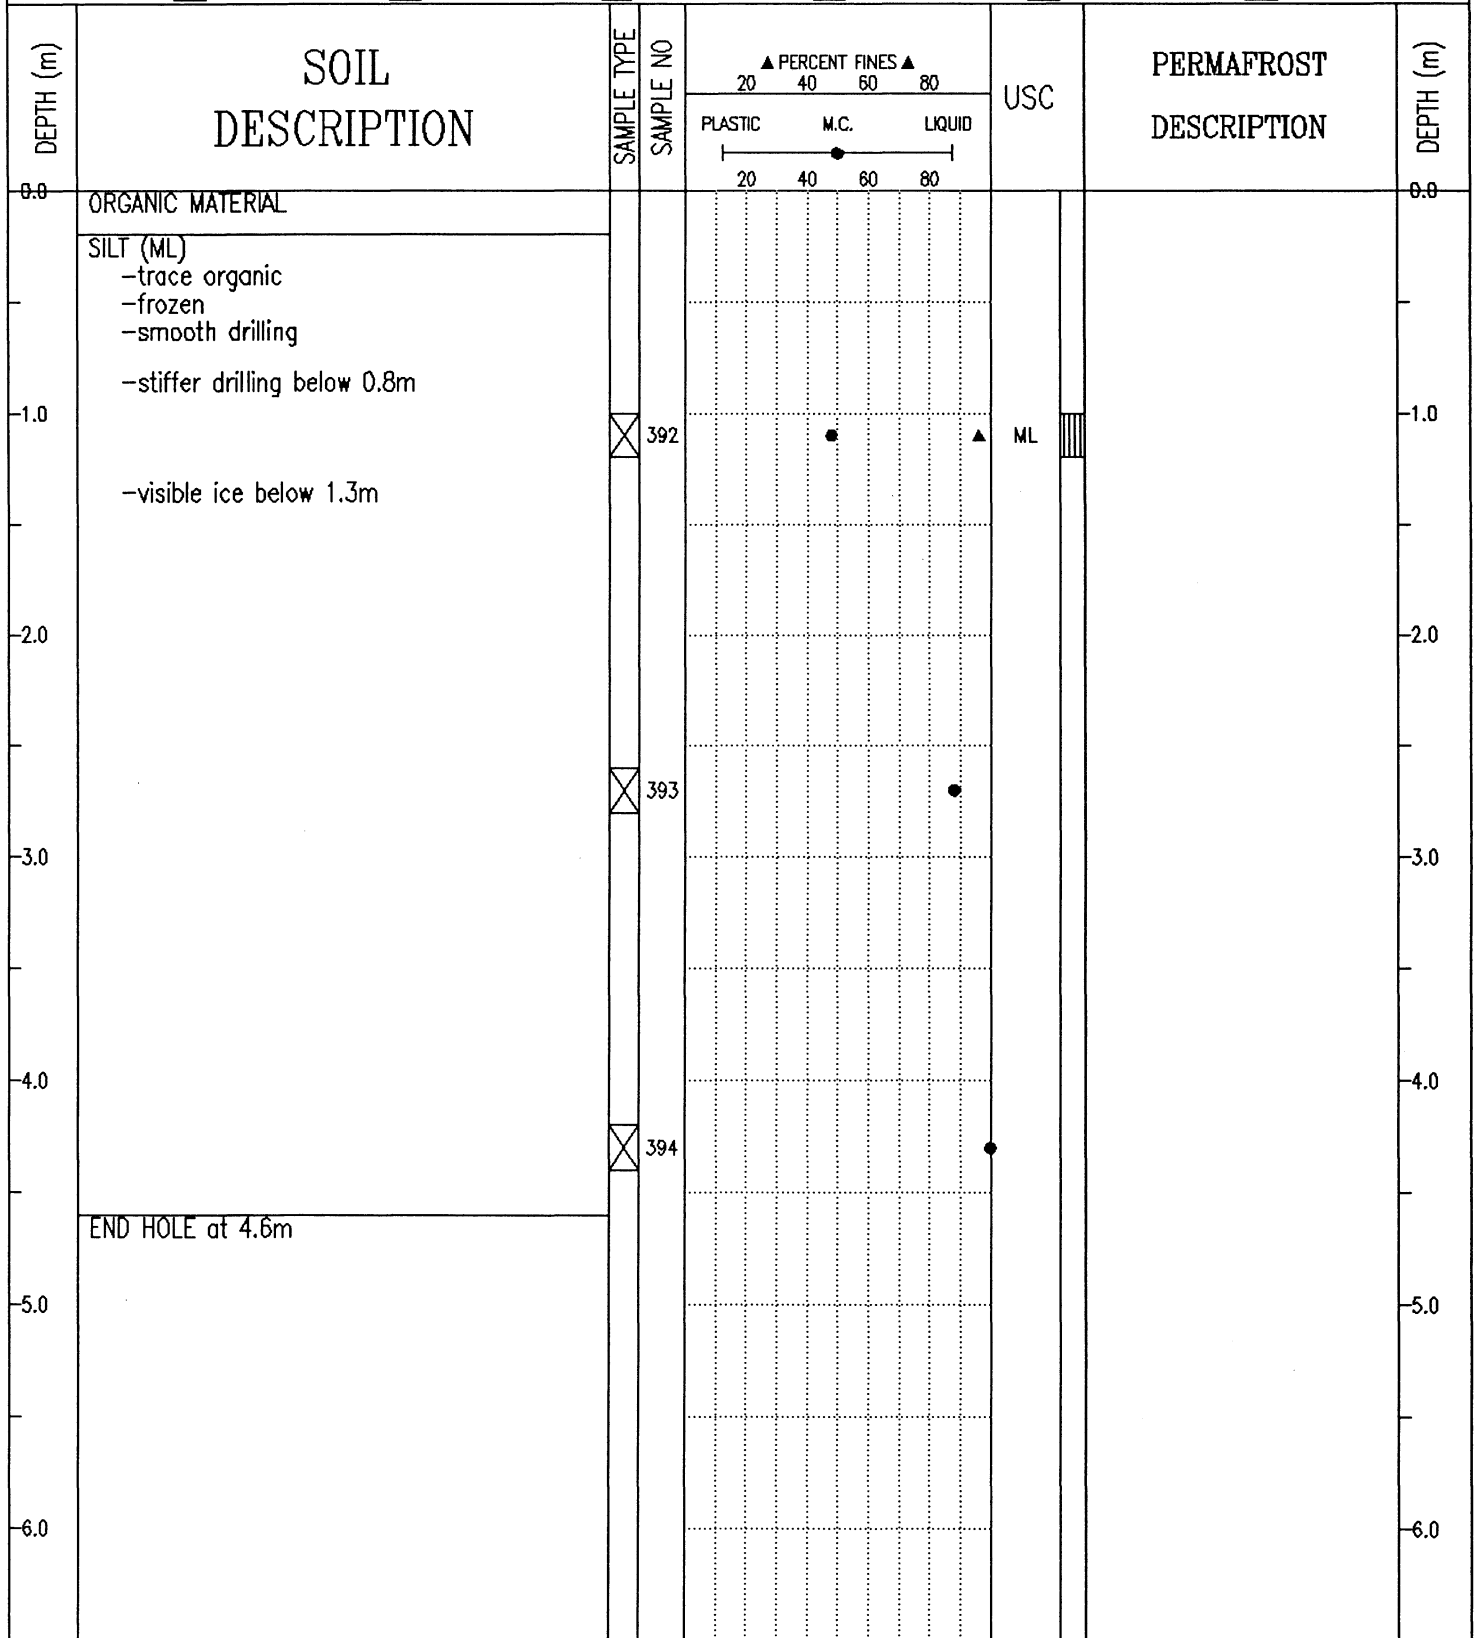 DEPTH (m)
SOIL
DESCRIPTION
SAMPLE TYPE
SAMPLE NO
▲ PERCENT FINES ▲
20 40 60 80
PLASTIC M.C. LIQUID
20 40 60 80
USC
PERMAFROST
DESCRIPTION
DEPTH (m)
0.0 0.0
ORGANIC MATERIAL
SILT (ML)
-trace organic
-frozen
-smooth drilling
-stiffer drilling below 0.8m
1.0 1.0
392 ML
-visible ice below 1.3m
2.0 2.0
393
3.0 3.0
4.0 4.0
394
END HOLE at 4.6m
5.0 5.0
6.0 6.0